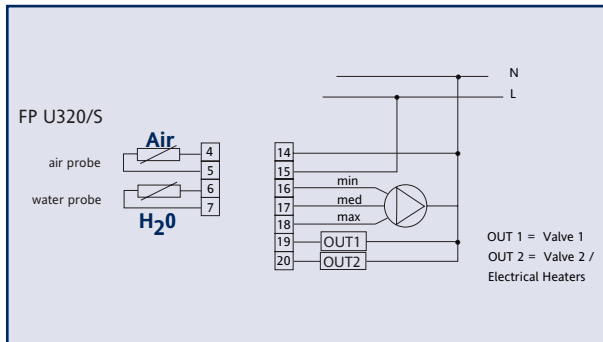 N
L
FP U320/S
Air
air probe
4
5
water probe
6
7
H20
14
15
16
17
18
19
20
min
med
max
OUT1
OUT2
OUT 1 = Valve 1
OUT 2 = Valve 2 /
Electrical Heaters